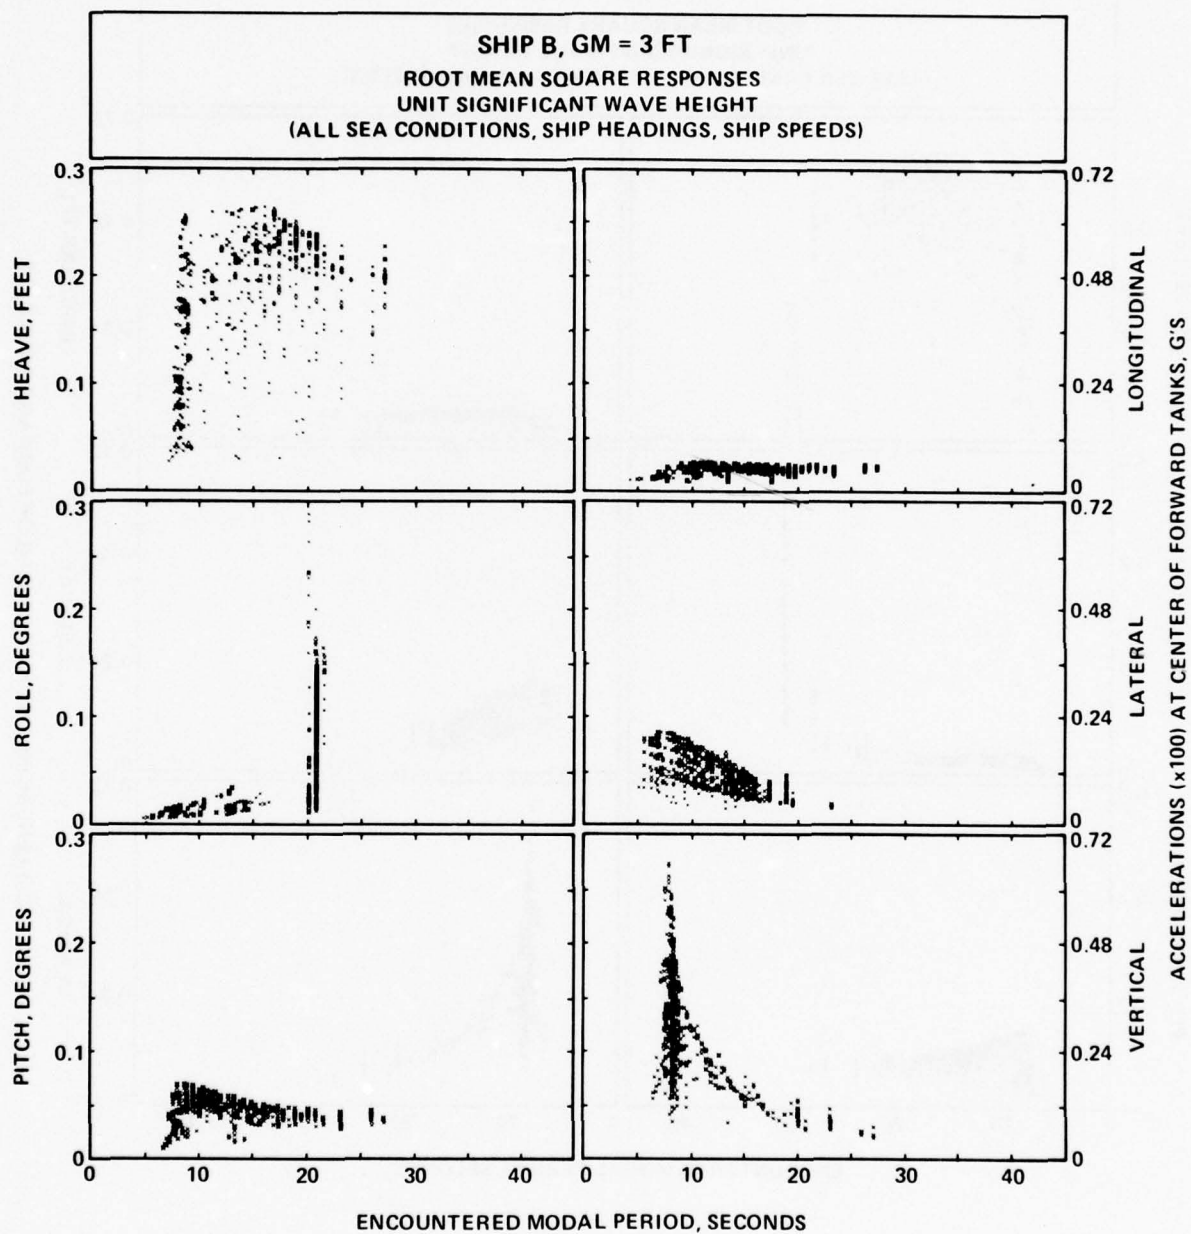 SHIP B, GM = 3 FT
ROOT MEAN SQUARE RESPONSES
UNIT SIGNIFICANT WAVE HEIGHT
(ALL SEA CONDITIONS, SHIP HEADINGS, SHIP SPEEDS)
HEAVE, FEET
0.3
0.2
0.1
0
0.72
0.48
0.24
0
LONGITUDINAL
ROLL, DEGREES
0.3
0.2
0.1
0
0.72
0.48
0.24
0
LATERAL
PITCH, DEGREES
0.3
0.2
0.1
0
0.72
0.48
0.24
0
VERTICAL
ACCELERATIONS (x100) AT CENTER OF FORWARD TANKS, G'S
0 10 20 30 40 0 10 20 30 40
ENCOUNTERED MODAL PERIOD, SECONDS